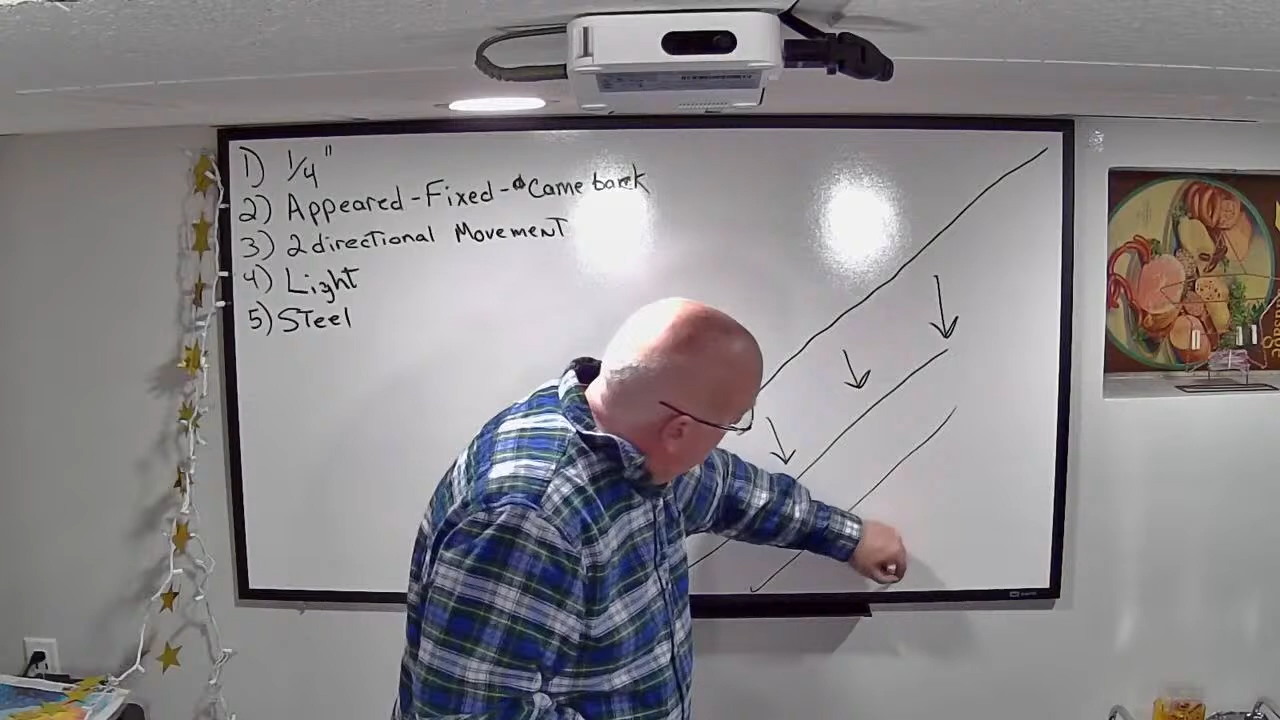 1) 1/4"
2) Appeared - Fixed - Came back
3) 2 directional Movement
4) Light
5) Steel